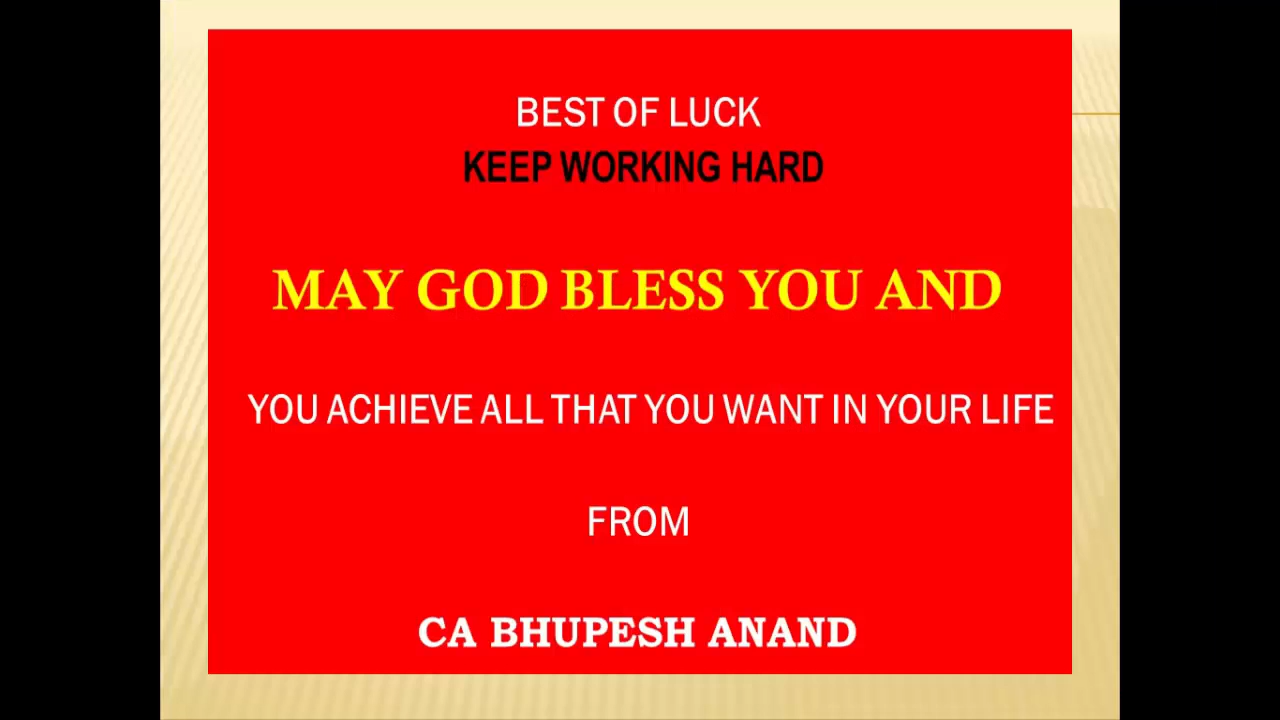 BEST OF LUCK
KEEP WORKING HARD
MAY GOD BLESS YOU AND
YOU ACHIEVE ALL THAT YOU WANT IN YOUR LIFE
FROM
CA BHUPESH ANAND